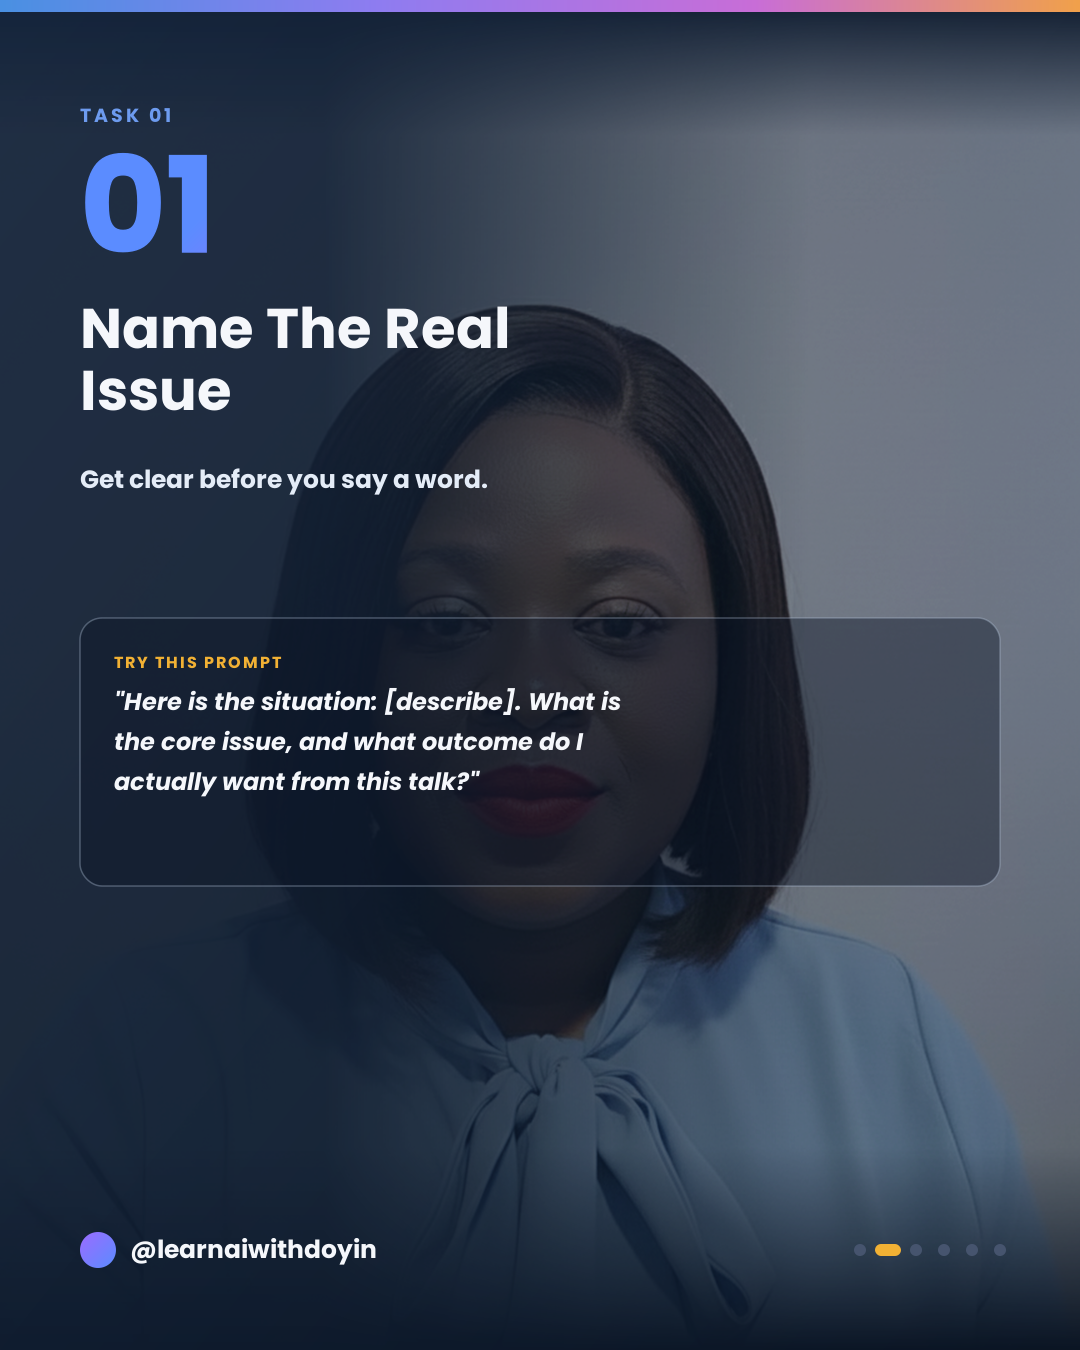 TASK 01
01
Name The Real
Issue
Get clear before you say a word.
TRY THIS PROMPT
"Here is the situation: [describe]. What is
the core issue, and what outcome do I
actually want from this talk?"
@learnaiwithdoyin